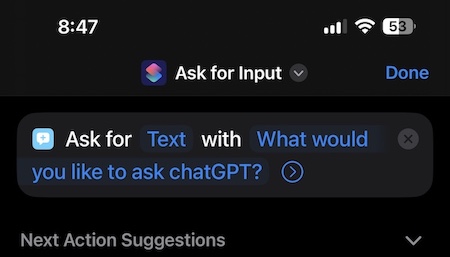 8:47 53
Ask for Input Done
Ask for Text with What would
you like to ask chatGPT?
Next Action Suggestions